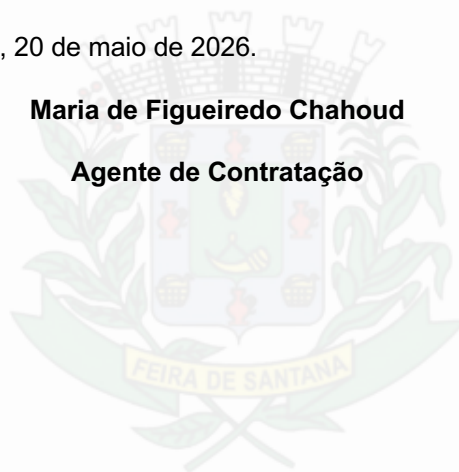 , 20 de maio de 2026.
Maria de Figueiredo Chahoud
Agente de Contratação
FEIRA DE SANTANA